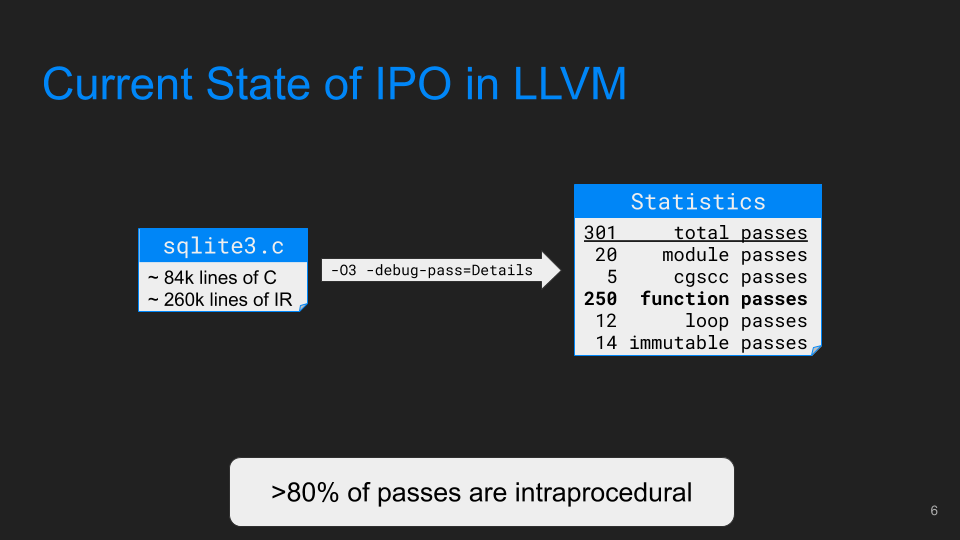 Current State of IPO in LLVM
sqlite3.c
~ 84k lines of C
~ 260k lines of IR
-O3 -debug-pass=Details
Statistics
301 total passes
20 module passes
5 cgscc passes
250 function passes
12 loop passes
14 immutable passes
>80% of passes are intraprocedural
6